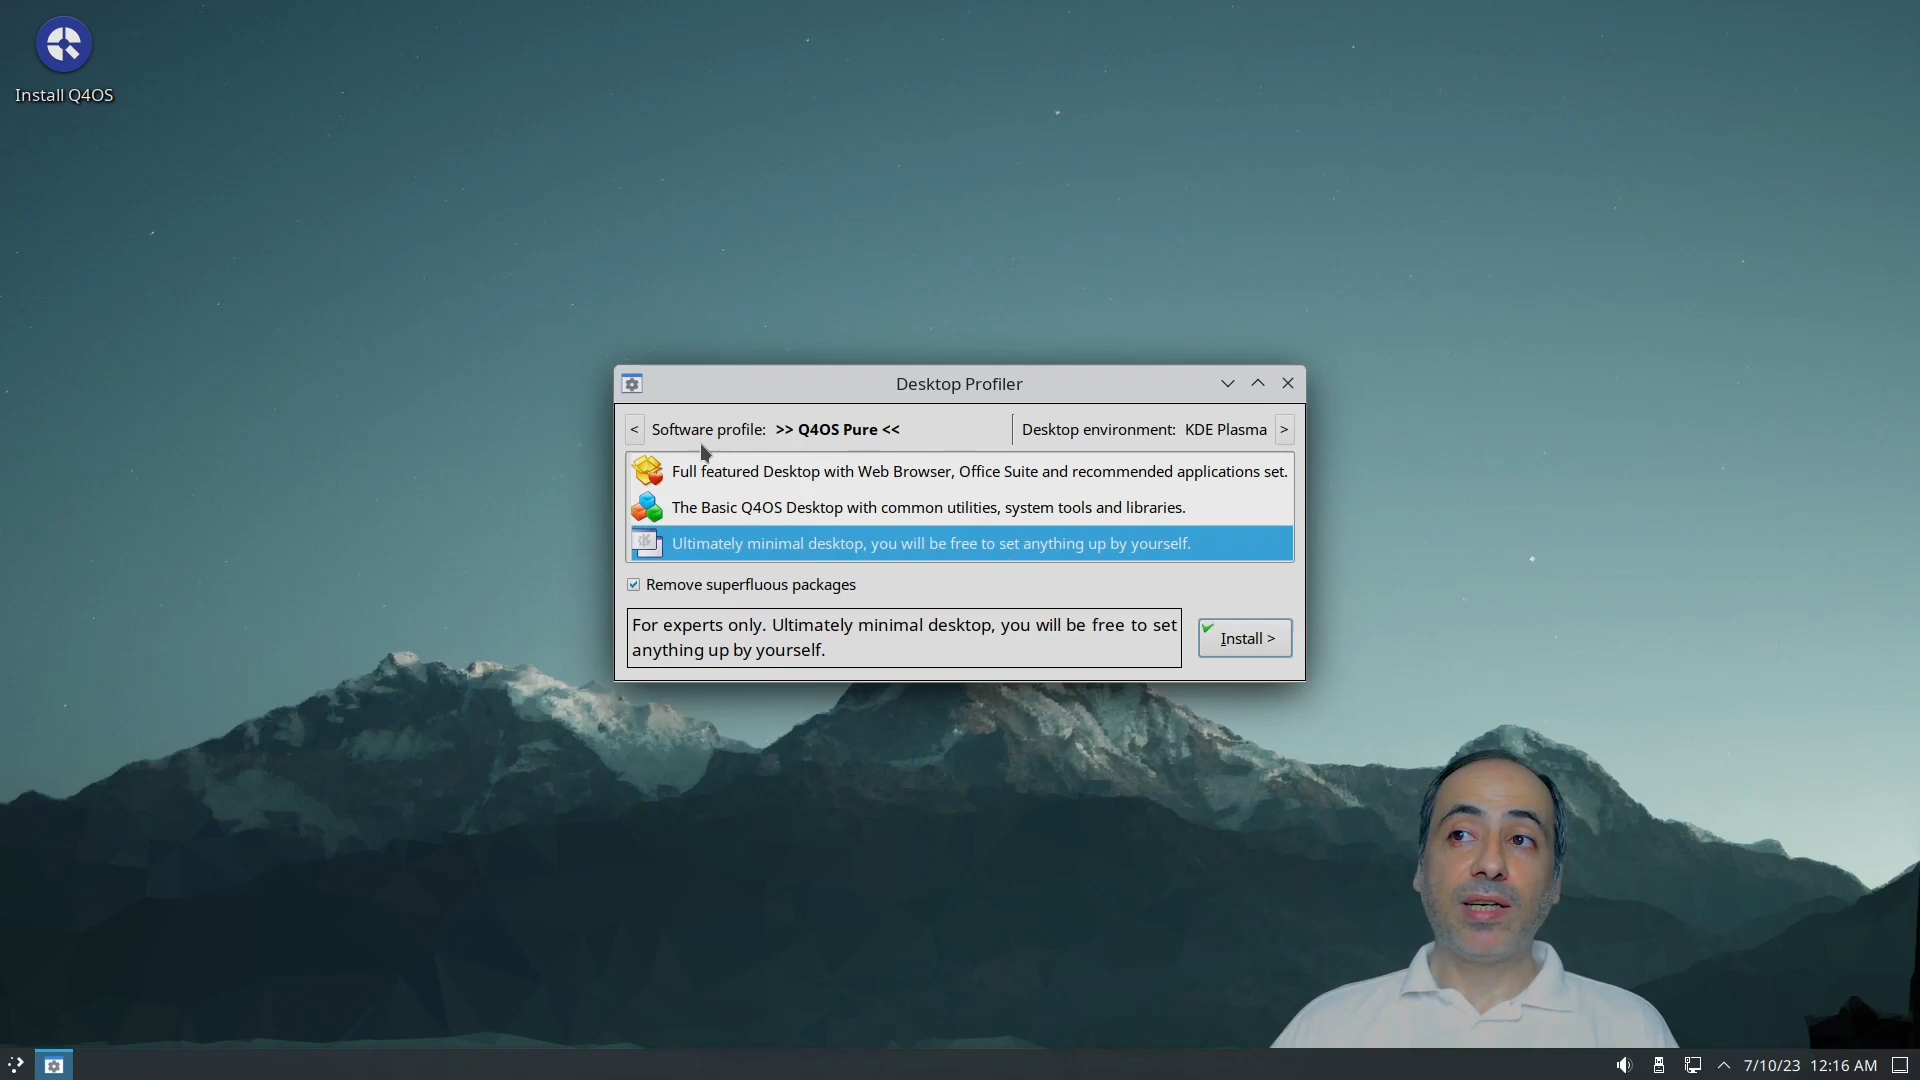 Install Q4OS
Desktop Profiler
< Software profile: >> Q4OS Pure << Desktop environment: KDE Plasma >
Full featured Desktop with Web Browser, Office Suite and recommended applications set.
The Basic Q4OS Desktop with common utilities, system tools and libraries.
Ultimately minimal desktop, you will be free to set anything up by yourself.
Remove superfluous packages
For experts only. Ultimately minimal desktop, you will be free to set
anything up by yourself.
Install >
7/10/23 12:16 AM